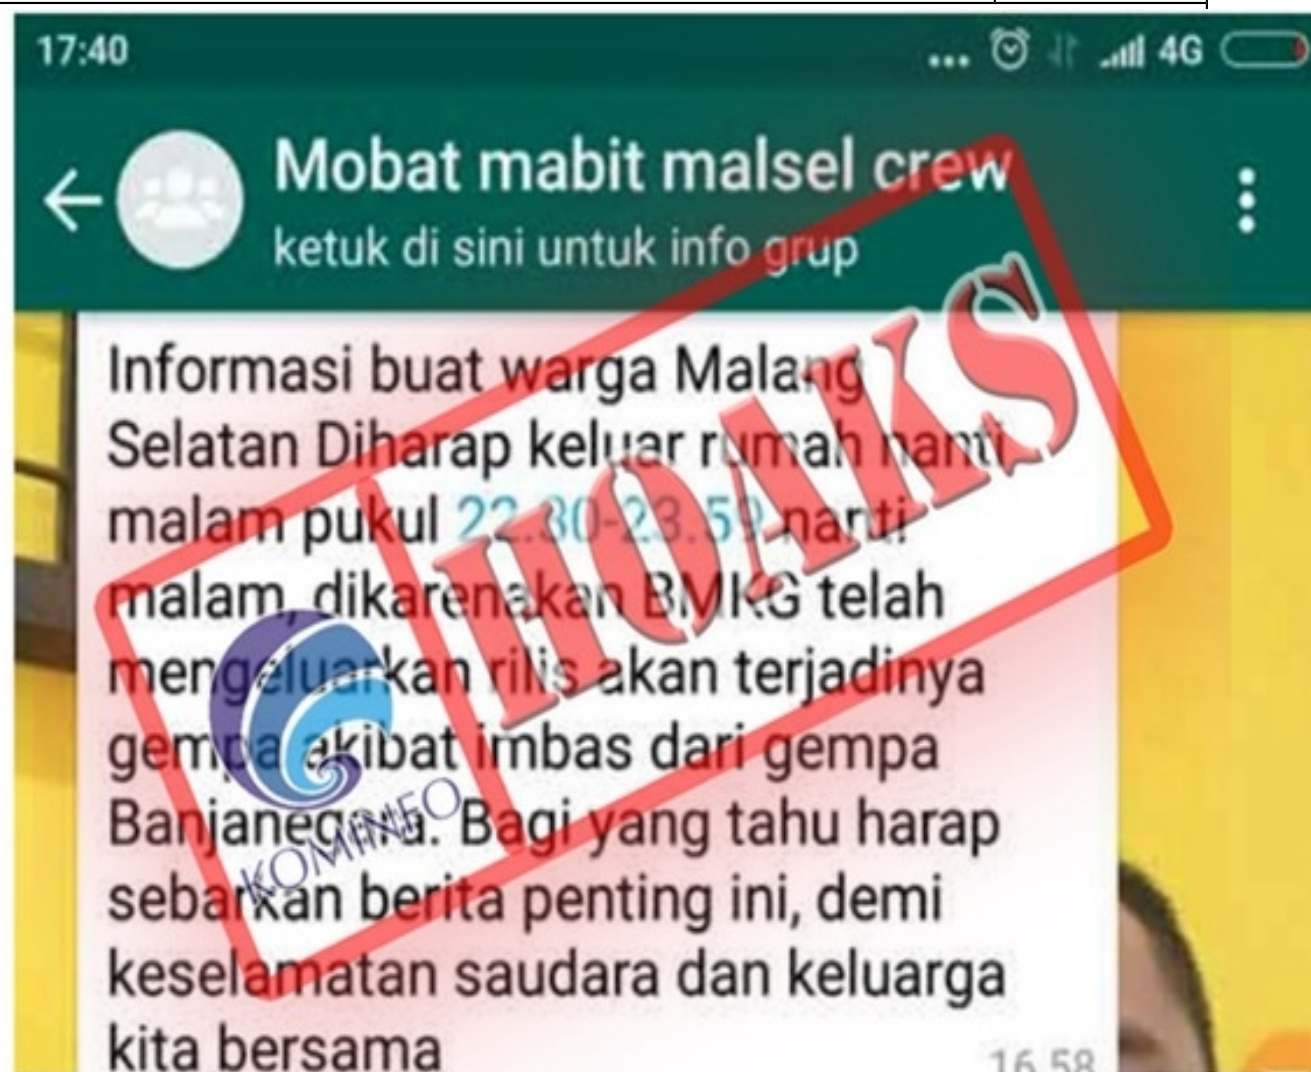 17:40
... 4G
Mobat mabit malsel crew
ketuk di sini untuk info grup
Informasi buat warga Malang
Selatan Diharap keluar rumah nanti
malam pukul 22.30-23.59 nanti
malam, dikarenakan BMKG telah
mengeluarkan rilis akan terjadinya
gempa akibat imbas dari gempa
Banjanegara. Bagi yang tahu harap
sebarkan berita penting ini, demi
keselamatan saudara dan keluarga
kita bersama
16.58
HOAKS
KOMINFO